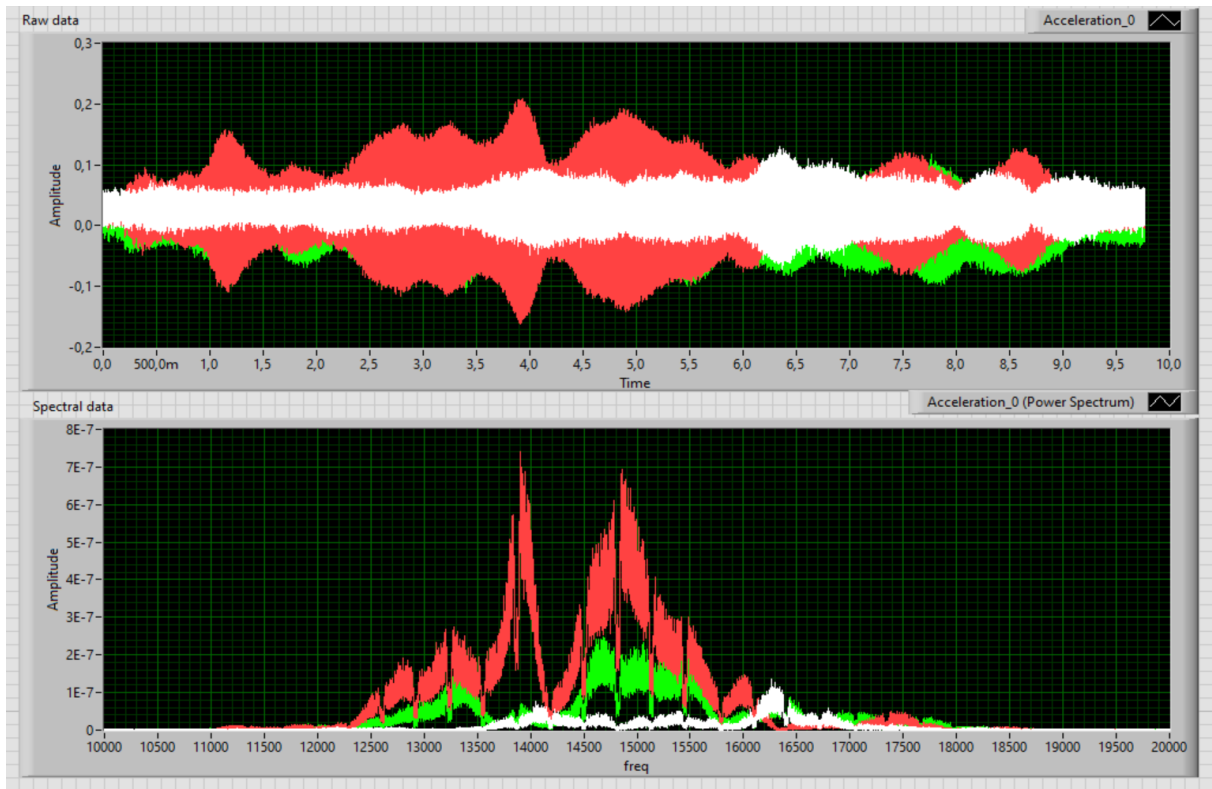 Raw data
Acceleration_0
0,3
0,2
0,1
0,0
-0,1
-0,2
Amplitude
0,0 500,0m 1,0 1,5 2,0 2,5 3,0 3,5 4,0 4,5 5,0 5,5 6,0 6,5 7,0 7,5 8,0 8,5 9,0 9,5 10,0
Time
Spectral data
Acceleration_0 (Power Spectrum)
8E-7
7E-7
6E-7
5E-7
4E-7
3E-7
2E-7
1E-7
0
Amplitude
10000 10500 11000 11500 12000 12500 13000 13500 14000 14500 15000 15500 16000 16500 17000 17500 18000 18500 19000 19500 20000
freq